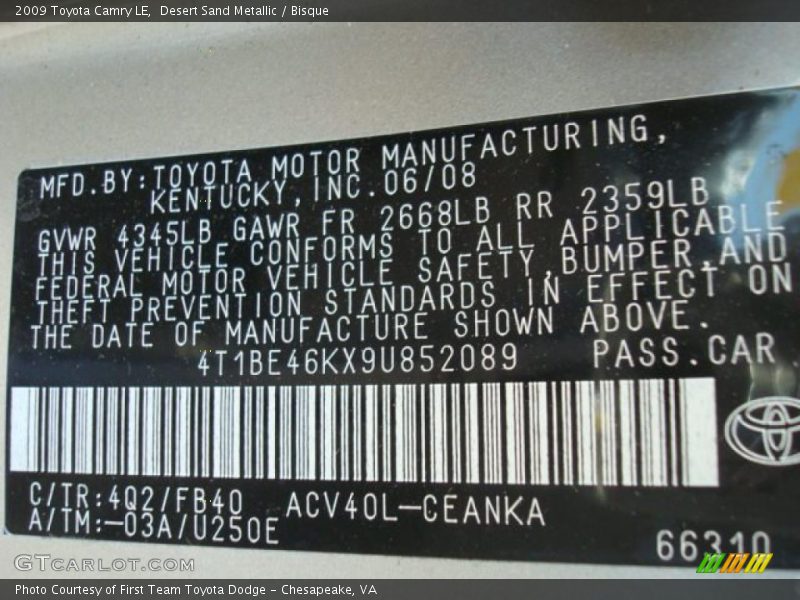 2009 Toyota Camry LE, Desert Sand Metallic / Bisque
MFD.BY:TOYOTA MOTOR MANUFACTURING,
KENTUCKY,INC.06/08
GVWR 4345LB GAWR FR 2668LB RR 2359LB
THIS VEHICLE CONFORMS TO ALL APPLICABLE
FEDERAL MOTOR VEHICLE SAFETY,BUMPER,AND
THEFT PREVENTION STANDARDS IN EFFECT ON
THE DATE OF MANUFACTURE SHOWN ABOVE.
4T1BE46KX9U852089 PASS.CAR
C/TR:4Q2/FB40 ACV40L-CEANKA
A/TM:-03A/U250E
66310
GTCARLOT.COM
Photo Courtesy of First Team Toyota Dodge - Chesapeake, VA